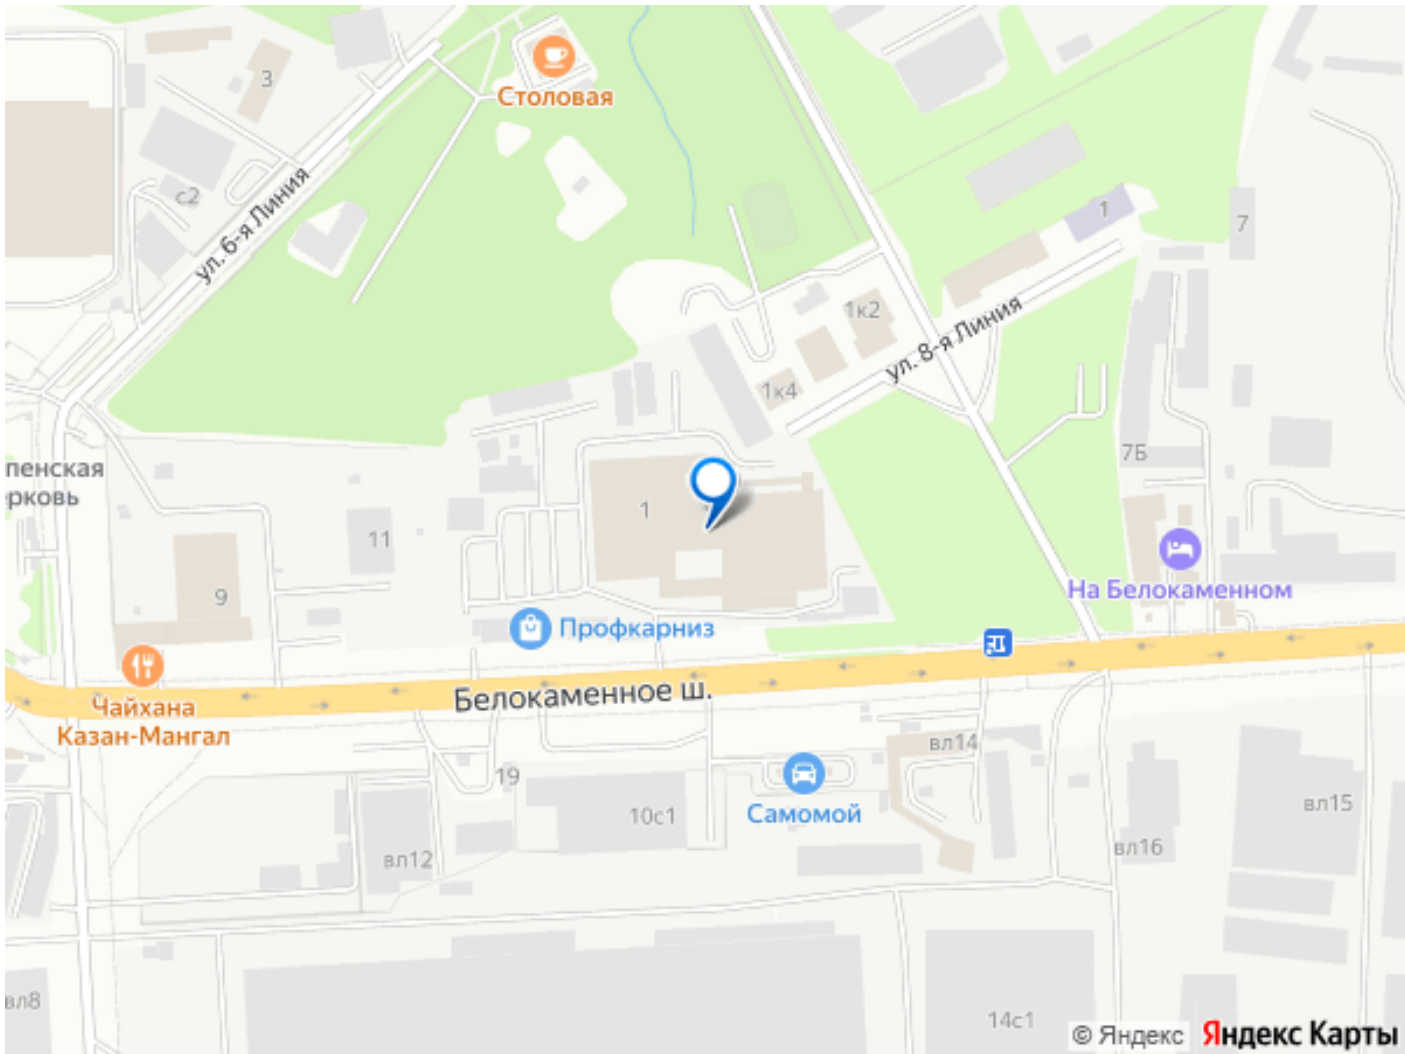 Столовая
3
с2
ул. 6-я Линия
1
7
1к2
ул. 8-я Линия
1к4
7Б
пенская
ерковь
1
11
9
На Белокаменном
Профкарниз
Белокаменное ш.
Чайхана
Казан-Мангал
вл14
19
10с1
Самомой
вл15
вл12
вл16
вл8
14с1
© Яндекс
Яндекс Карты